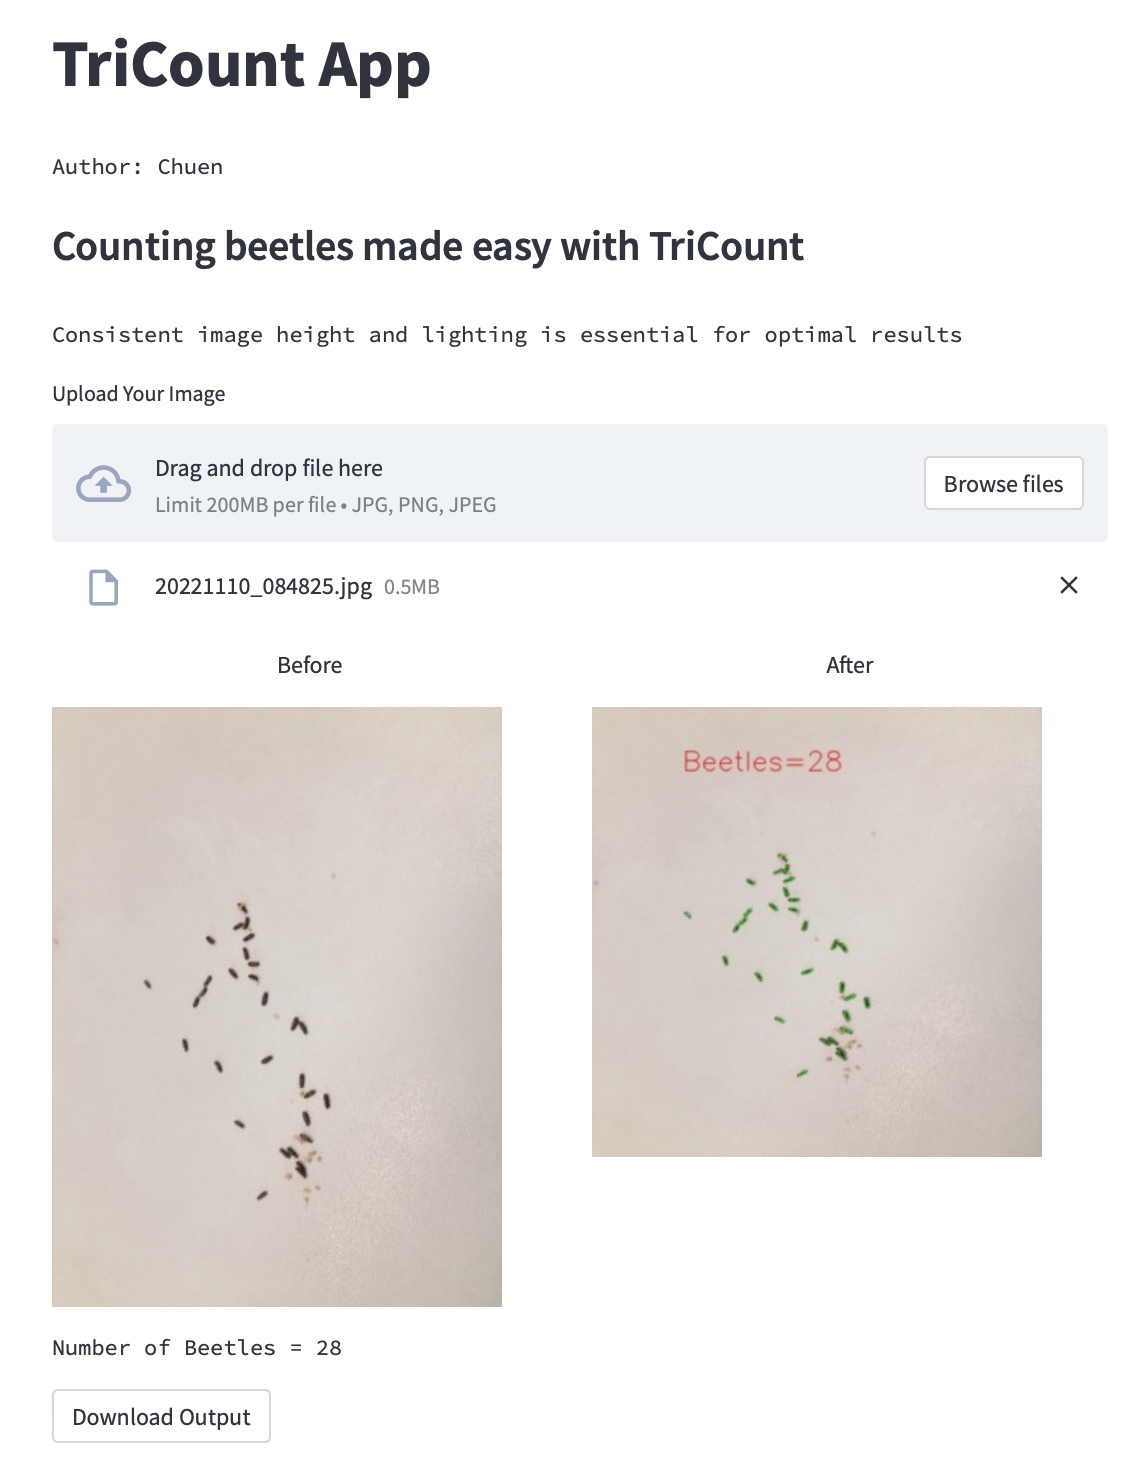 TriCount App
Author: Chuen
Counting beetles made easy with TriCount
Consistent image height and lighting is essential for optimal results
Upload Your Image
Drag and drop file here
Limit 200MB per file • JPG, PNG, JPEG
Browse files
20221110_084825.jpg 0.5MB
Before
After
Beetles=28
Number of Beetles = 28
Download Output